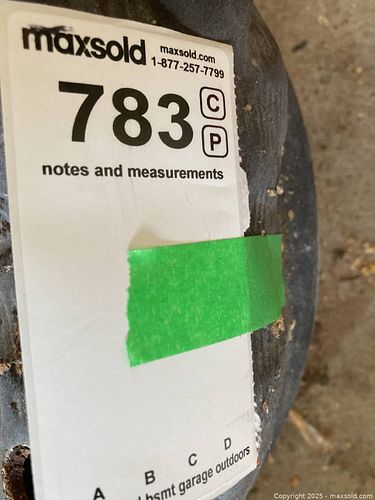 maxsold
maxsold.com
1-877-257-7799
783
C
P
notes and measurements
A B C D
bsmt garage outdoors
Copyright 2025 - maxsold.com